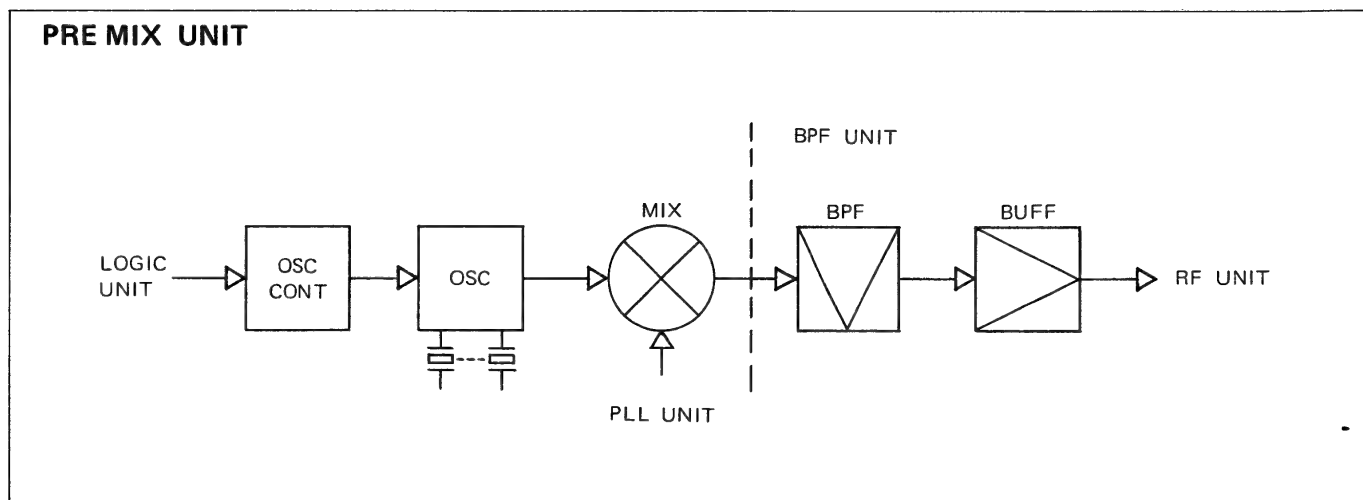 PRE MIX UNIT
BPF UNIT
MIX
BPF
BUFF
LOGIC
UNIT
OSC
CONT
OSC
RF UNIT
PLL UNIT